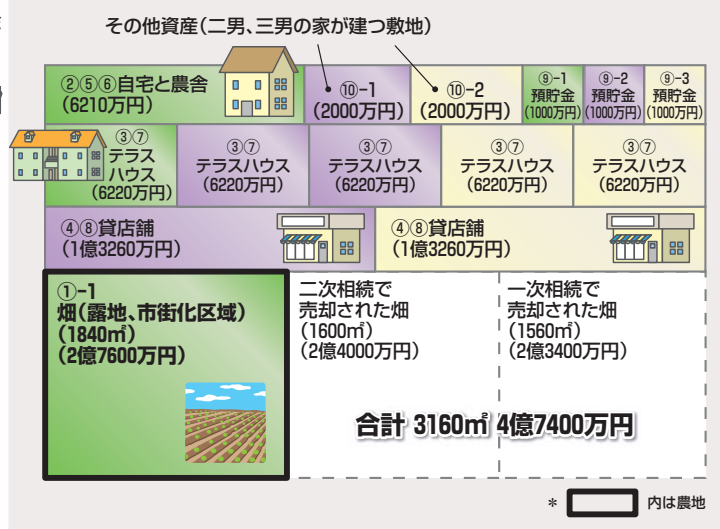 その他資産（二男、三男の家が建つ敷地）
②⑤⑥自宅と農舎
（6210万円）
⑩-1
（2000万円）
⑩-2
（2000万円）
⑨-1
預貯金
（1000万円）
⑨-2
預貯金
（1000万円）
⑨-3
預貯金
（1000万円）
③⑦
テラス
ハウス
（6220万円）
③⑦
テラスハウス
（6220万円）
③⑦
テラスハウス
（6220万円）
③⑦
テラスハウス
（6220万円）
③⑦
テラスハウス
（6220万円）
④⑧貸店舗
（1億3260万円）
④⑧貸店舗
（1億3260万円）
①-1
畑（露地、市街化区域）
（1840㎡）
（2億7600万円）
二次相続で
売却された畑
（1600㎡）
（2億4000万円）
一次相続で
売却された畑
（1560㎡）
（2億3400万円）
合計 3160㎡ 4億7400万円
＊ 内は農地